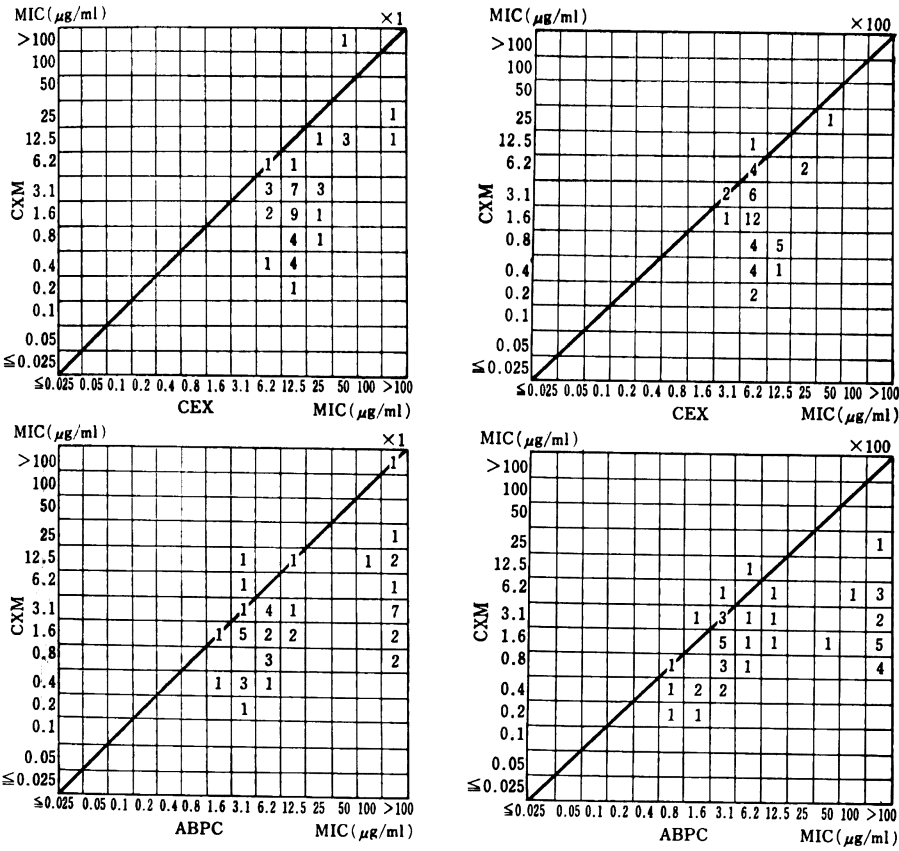 MIC(μg/ml) ×1
>100 1
100
50
25 1
12.5 1 3 1
6.2 1 1
3.1 3 7 3
1.6 2 9 1
0.8 4 1
0.4 1 4
0.2 1
0.1
0.05
≦0.025
CXM
≦0.025 0.05 0.1 0.2 0.4 0.8 1.6 3.1 6.2 12.5 25 50 100 >100
CEX MIC(μg/ml)
MIC(μg/ml) ×100
>100
100
50
25 1
12.5 1
6.2 4 2
3.1 2 6
1.6 1 12
0.8 4 5
0.4 4 1
0.2 2
0.1
0.05
≦0.025
CXM
≦0.025 0.05 0.1 0.2 0.4 0.8 1.6 3.1 6.2 12.5 25 50 100 >100
CEX MIC(μg/ml)
MIC(μg/ml) ×1
>100 1
100
50
25 1
12.5 1 1 1 2
6.2 1 1
3.1 1 4 1 7
1.6 1 5 2 2 2
0.8 3 2
0.4 1 3 1
0.2 1
0.1
0.05
≦0.025
CXM
≦0.025 0.05 0.1 0.2 0.4 0.8 1.6 3.1 6.2 12.5 25 50 100 >100
ABPC MIC(μg/ml)
MIC(μg/ml) ×100
>100
100
50
25 1
12.5 1
6.2 1 1 1 3
3.1 1 3 1 1 2
1.6 5 1 1 1 5
0.8 1 3 1 4
0.4 1 2 2
0.2 1 1
0.1
0.05
≦0.025
CXM
≦0.025 0.05 0.1 0.2 0.4 0.8 1.6 3.1 6.2 12.5 25 50 100 >100
ABPC MIC(μg/ml)